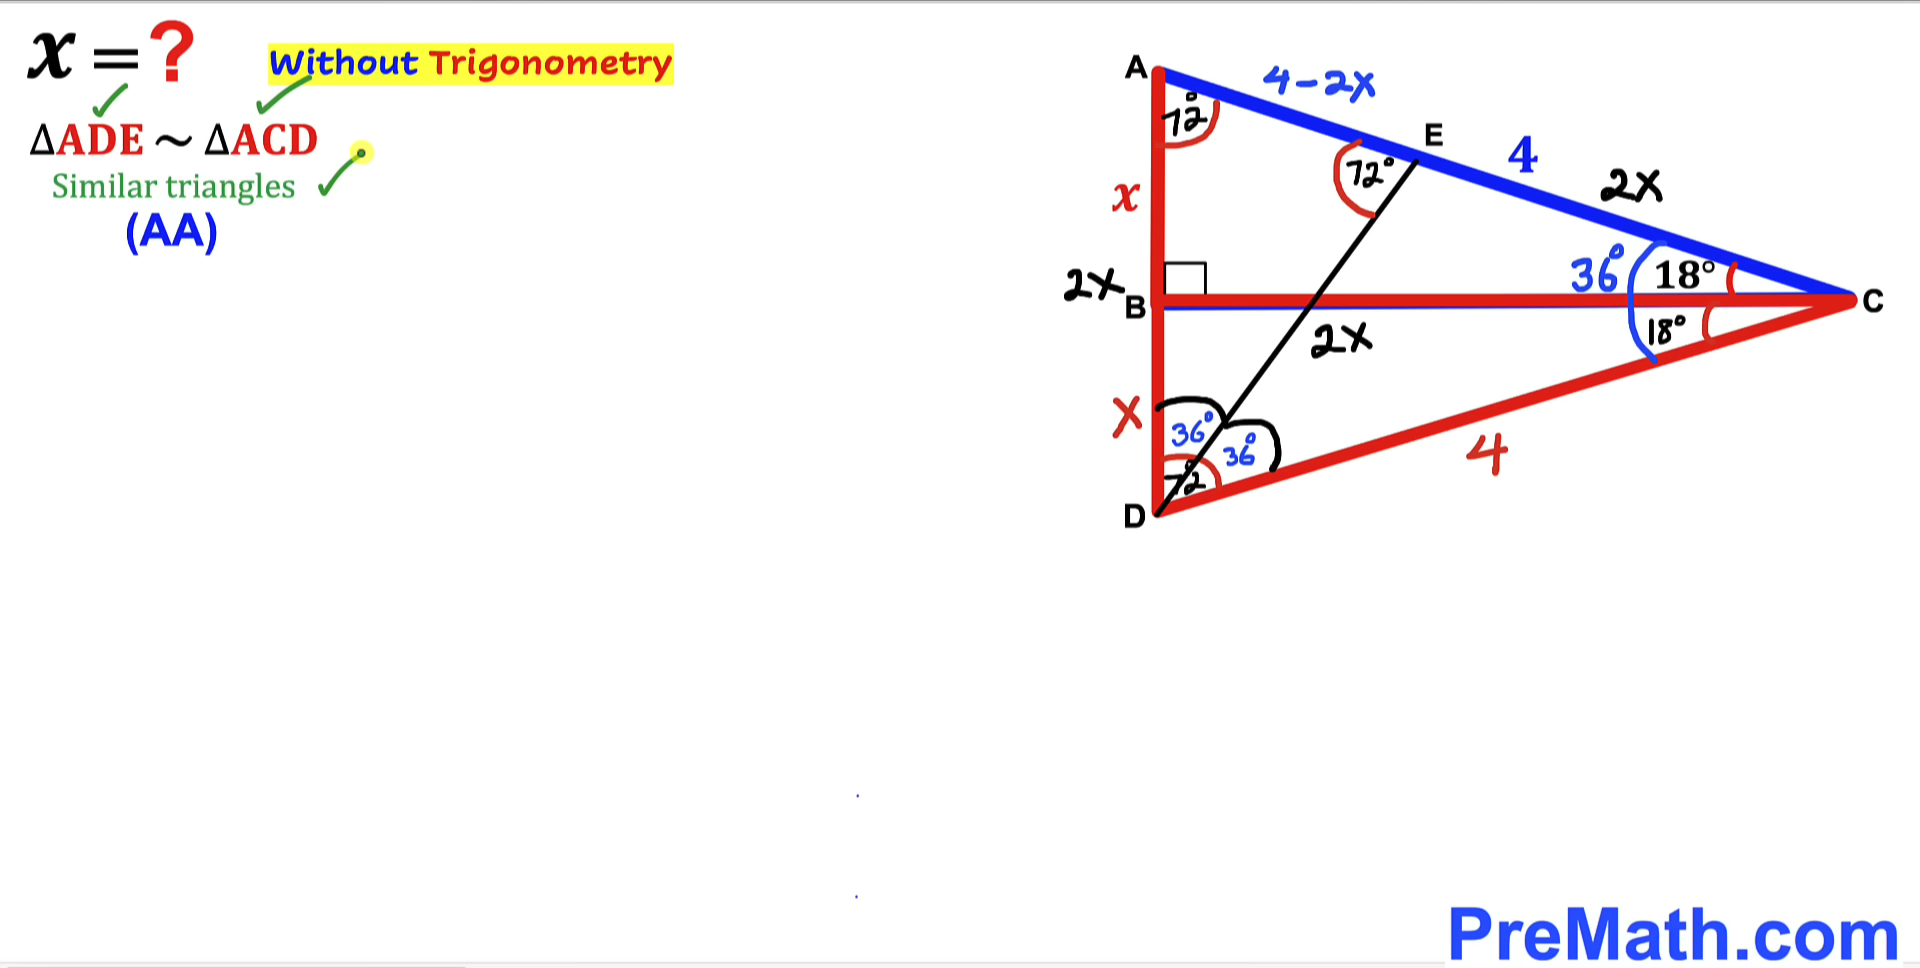 x = ?
Without Trigonometry
ΔADE ~ ΔACD
Similar triangles
(AA)
A
4-2x
72°
E
4
2x
72°
x
36°
18°
2x
B
C
2x
18°
x
36°
36°
4
72°
D
PreMath.com